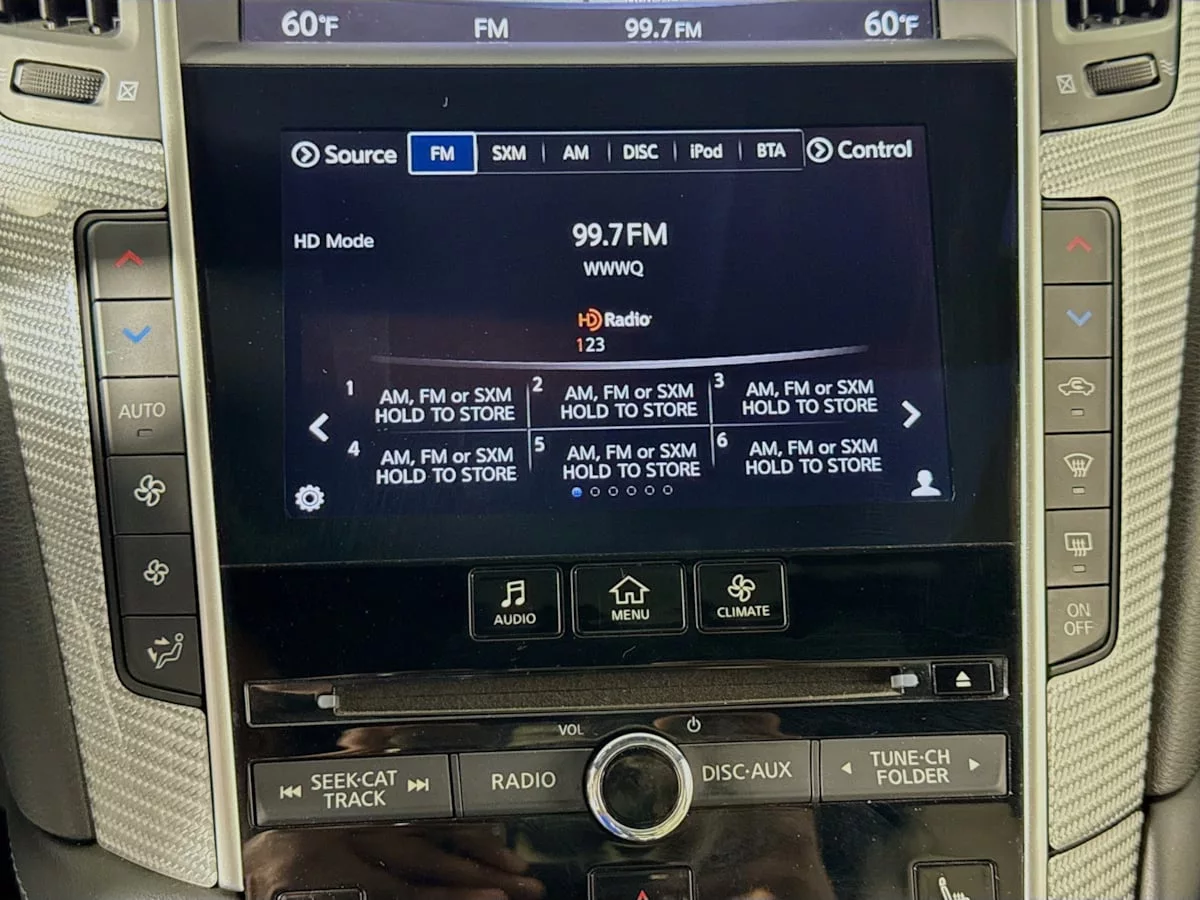 60°F FM 99.7 FM 60°F
Source FM SXM AM DISC iPod BTA Control
HD Mode
99.7 FM
WWWQ
HD Radio
123
1 AM, FM or SXM
HOLD TO STORE
2 AM, FM or SXM
HOLD TO STORE
3 AM, FM or SXM
HOLD TO STORE
4 AM, FM or SXM
HOLD TO STORE
5 AM, FM or SXM
HOLD TO STORE
6 AM, FM or SXM
HOLD TO STORE
AUTO
ON
OFF
AUDIO
MENU
CLIMATE
VOL
SEEK·CAT
TRACK
RADIO
DISC·AUX
TUNE·CH
FOLDER